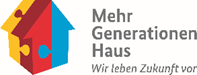 Mehr
Generationen
Haus
Wir leben Zukunft vor